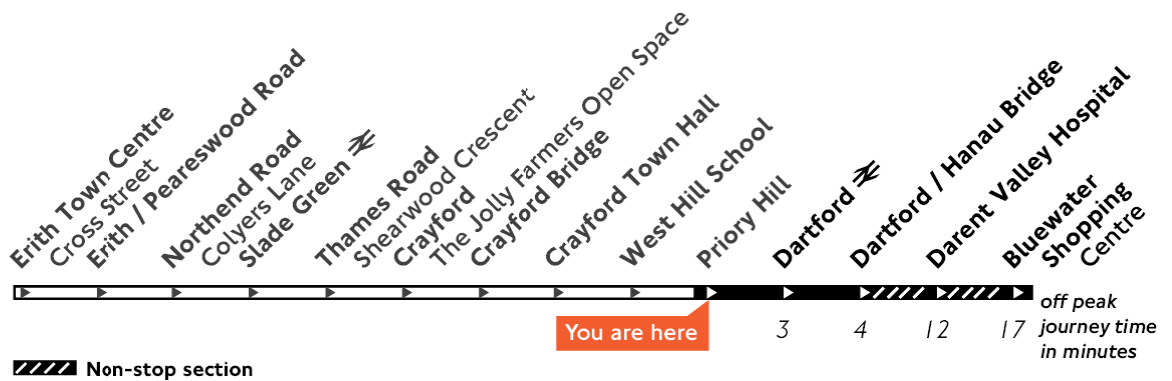 Erith Town Centre
Cross Street
Erith / Peareswood Road
Northend Road
Colyers Lane
Slade Green
Thames Road
Shearwood Crescent
Crayford
The Jolly Farmers Open Space
Crayford Bridge
Crayford Town Hall
West Hill School
Priory Hill
Dartford
Dartford / Hanau Bridge
Darent Valley Hospital
Bluewater
Shopping
Centre
You are here
3
4
12
17
off peak
journey time
in minutes
Non-stop section